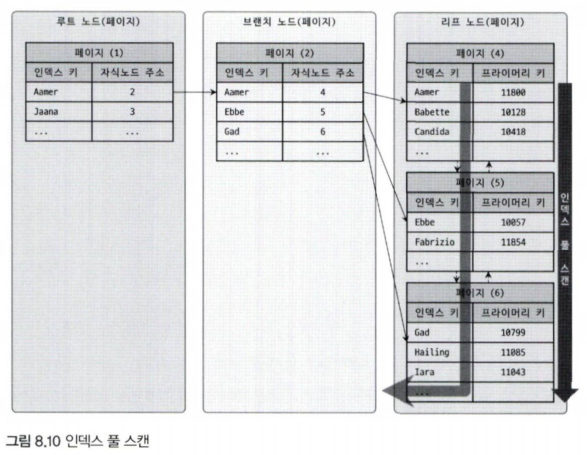 루트 노드(페이지)
페이지 (1)
인덱스 키 자식노드 주소
Aamer 2
Jaana 3
... ...
브랜치 노드(페이지)
페이지 (2)
인덱스 키 자식노드 주소
Aamer 4
Ebbe 5
Gad 6
... ...
리프 노드(페이지)
페이지 (4)
인덱스 키 프라이머리 키
Aamer 11800
Babette 10128
Candida 10418
...
페이지 (5)
인덱스 키 프라이머리 키
Ebbe 10057
Fabrizio 11854
...
페이지 (6)
인덱스 키 프라이머리 키
Gad 10799
Hailing 11085
Iara 11043
...
인덱스 풀 스캔
그림 8.10 인덱스 풀 스캔